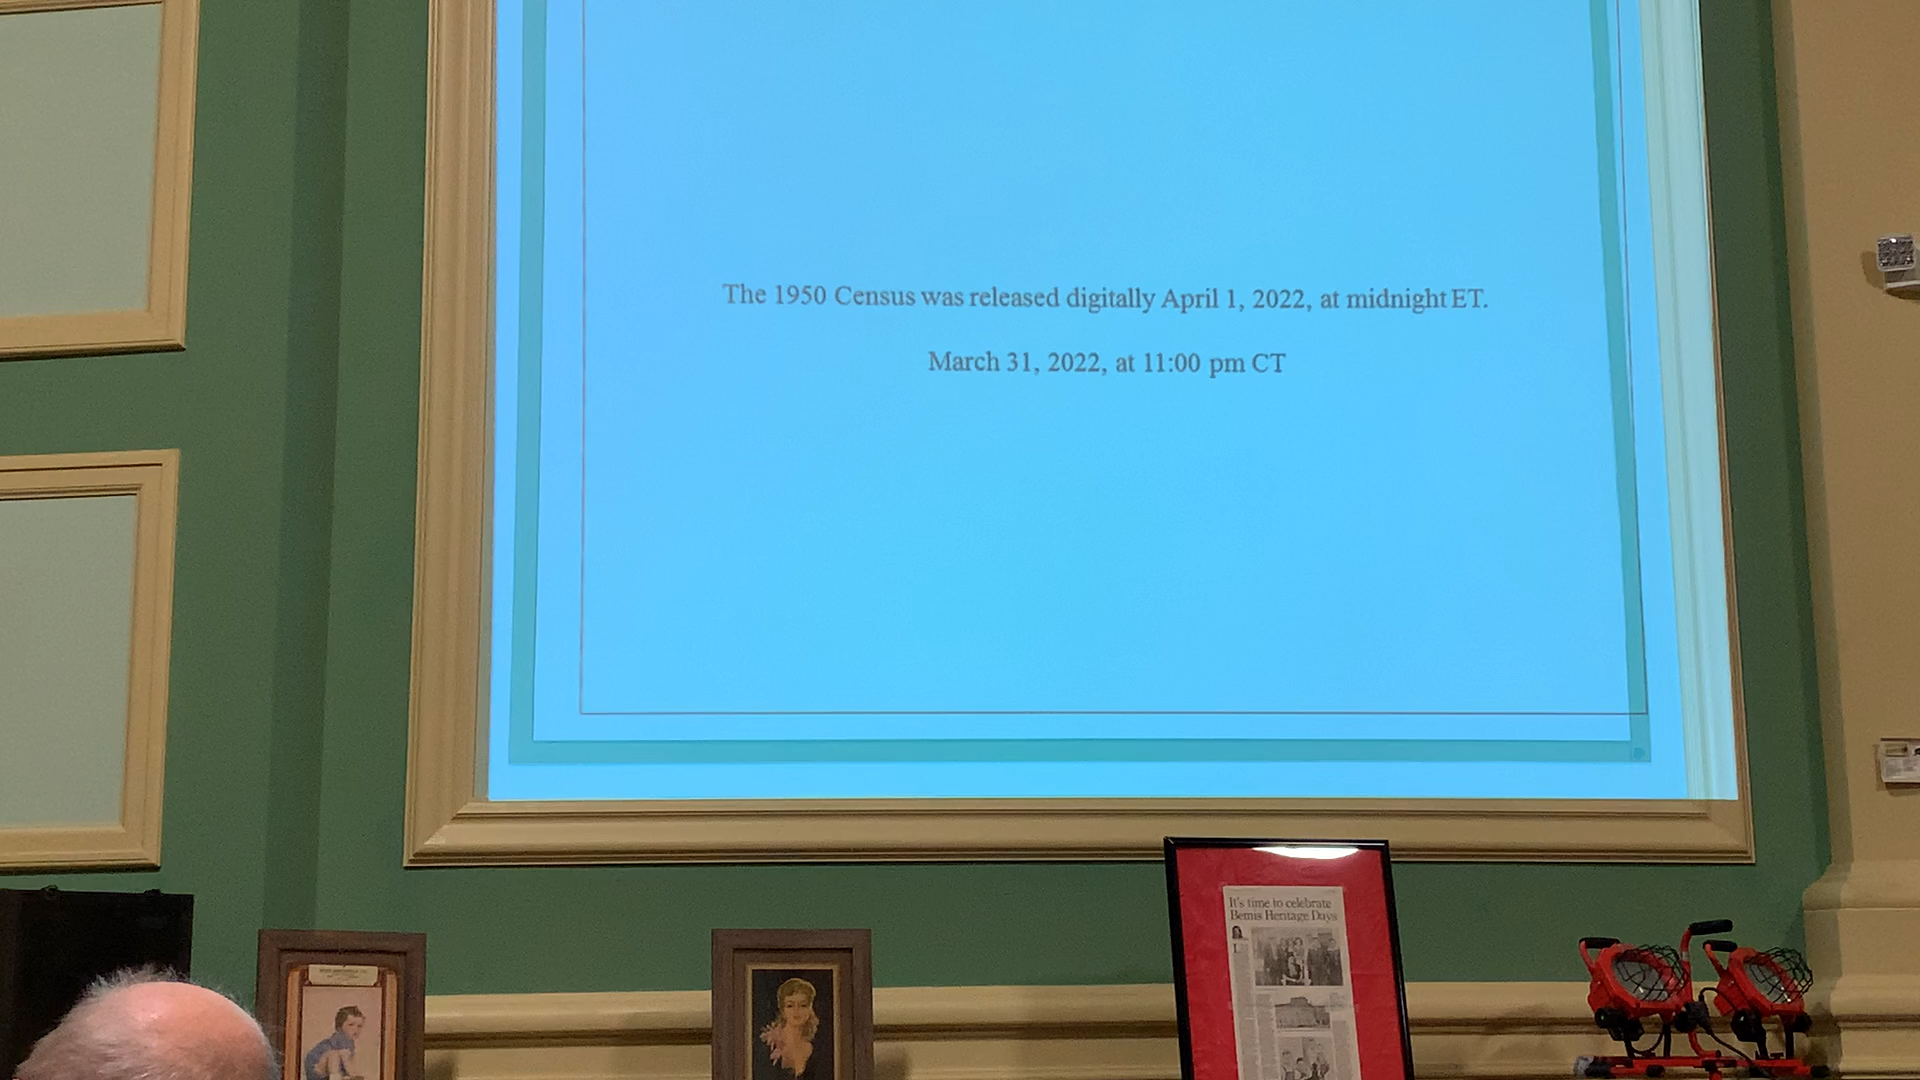 The 1950 Census was released digitally April 1, 2022, at midnight ET.
March 31, 2022, at 11:00 pm CT
It's time to celebrate
Bemis Heritage Days